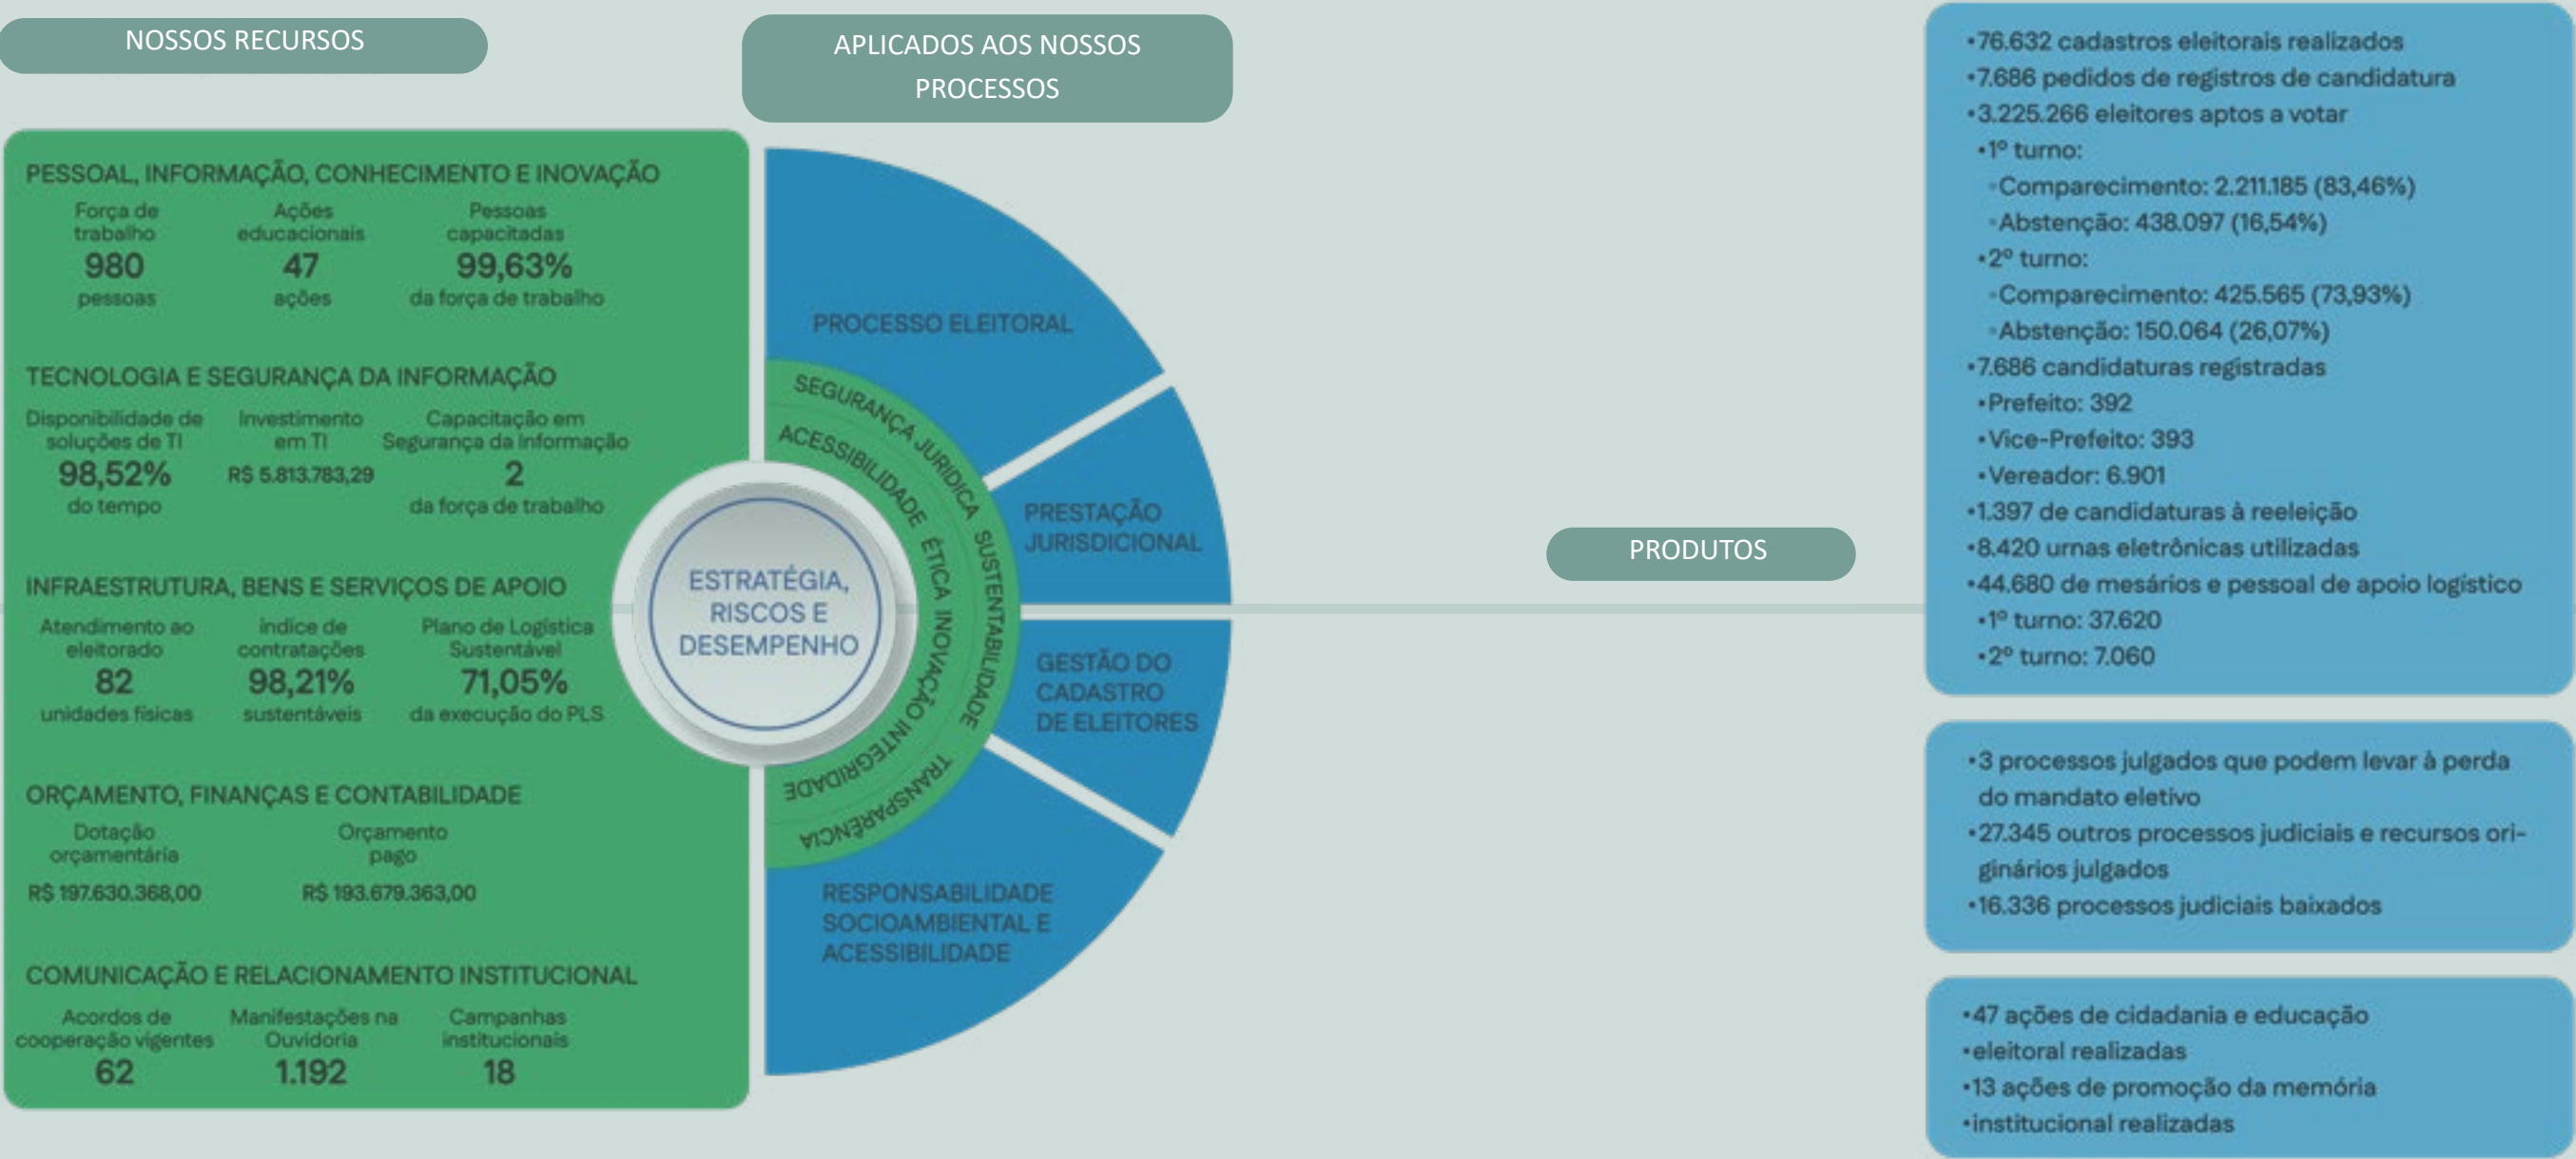 NOSSOS RECURSOS
PESSOAL, INFORMAÇÃO, CONHECIMENTO E INOVAÇÃO
Força de trabalho
980
pessoas
Ações educacionais
47
ações
Pessoas capacitadas
99,63%
da força de trabalho
TECNOLOGIA E SEGURANÇA DA INFORMAÇÃO
Disponibilidade de soluções de TI
98,52%
do tempo
Investimento em TI
R$ 5.813.783,29
Capacitação em Segurança da Informação
2
da força de trabalho
INFRAESTRUTURA, BENS E SERVIÇOS DE APOIO
Atendimento ao eleitorado
82
unidades físicas
índice de contratações
98,21%
sustentáveis
Plano de Logística Sustentável
71,05%
da execução do PLS
ORÇAMENTO, FINANÇAS E CONTABILIDADE
Dotação orçamentária
R$ 197.630.368,00
Orçamento pago
R$ 193.679.363,00
COMUNICAÇÃO E RELACIONAMENTO INSTITUCIONAL
Acordos de cooperação vigentes
62
Manifestações na Ouvidoria
1.192
Campanhas institucionais
18
APLICADOS AOS NOSSOS
PROCESSOS
ESTRATÉGIA,
RISCOS E
DESEMPENHO
SEGURANÇA JURIDICA SUSTENTABILIDADE TRANSPARÊNCIA
ACESSIBILIDADE ÉTICA INOVAÇÃO INTEGRIDADE
PROCESSO ELEITORAL
PRESTAÇÃO
JURISDICIONAL
GESTÃO DO
CADASTRO
DE ELEITORES
RESPONSABILIDADE
SOCIOAMBIENTAL E
ACESSIBILIDADE
PRODUTOS
•76.632 cadastros eleitorais realizados
•7.686 pedidos de registros de candidatura
•3.225.266 eleitores aptos a votar
•1º turno:
◦Comparecimento: 2.211.185 (83,46%)
◦Abstenção: 438.097 (16,54%)
•2º turno:
◦Comparecimento: 425.565 (73,93%)
◦Abstenção: 150.064 (26,07%)
•7.686 candidaturas registradas
•Prefeito: 392
•Vice-Prefeito: 393
•Vereador: 6.901
•1.397 de candidaturas à reeleição
•8.420 urnas eletrônicas utilizadas
•44.680 de mesários e pessoal de apoio logístico
•1º turno: 37.620
•2º turno: 7.060
•3 processos julgados que podem levar à perda
do mandato eletivo
•27.345 outros processos judiciais e recursos ori-
ginários julgados
•16.336 processos judiciais baixados
•47 ações de cidadania e educação
•eleitoral realizadas
•13 ações de promoção da memória
•institucional realizadas